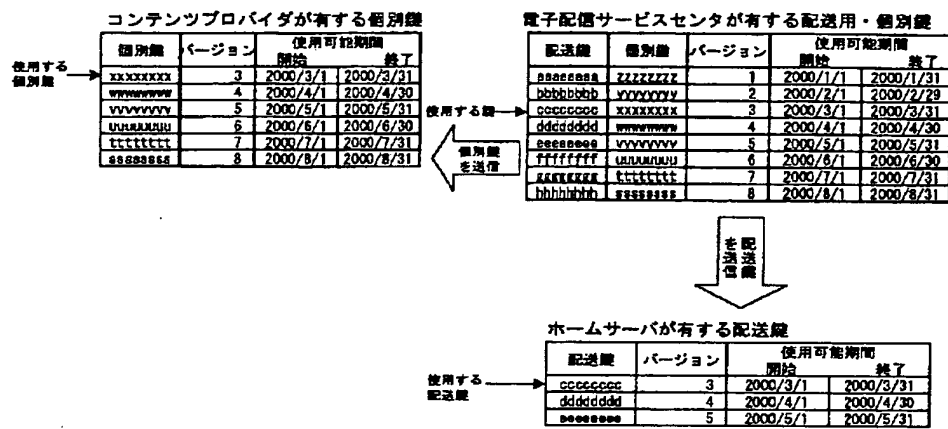 コンテンツプロバイダが有する個別鍵
個別鍵 バージョン 使用可能期間
開始 終了
xxxxxxxx 3 2000/3/1 2000/3/31
wwwwwwww 4 2000/4/1 2000/4/30
vvvvvvvv 5 2000/5/1 2000/5/31
uuuuuuuu 6 2000/6/1 2000/6/30
tttttttt 7 2000/7/1 2000/7/31
ssssssss 8 2000/8/1 2000/8/31
使用する
個別鍵
電子配信サービスセンタが有する配送用・個別鍵
配送鍵 個別鍵 バージョン 使用可能期間
開始 終了
aaaaaaaa zzzzzzzz 1 2000/1/1 2000/1/31
bbbbbbbb yyyyyyyy 2 2000/2/1 2000/2/29
cccccccc xxxxxxxx 3 2000/3/1 2000/3/31
dddddddd wwwwwwww 4 2000/4/1 2000/4/30
eeeeeeee vvvvvvvv 5 2000/5/1 2000/5/31
ffffffff uuuuuuuu 6 2000/6/1 2000/6/30
gggggggg tttttttt 7 2000/7/1 2000/7/31
hhhhhhhh ssssssss 8 2000/8/1 2000/8/31
使用する鍵
個別鍵
を送信
配送鍵
を送信
ホームサーバが有する配送鍵
配送鍵 バージョン 使用可能期間
開始 終了
cccccccc 3 2000/3/1 2000/3/31
dddddddd 4 2000/4/1 2000/4/30
eeeeeeee 5 2000/5/1 2000/5/31
使用する
配送鍵